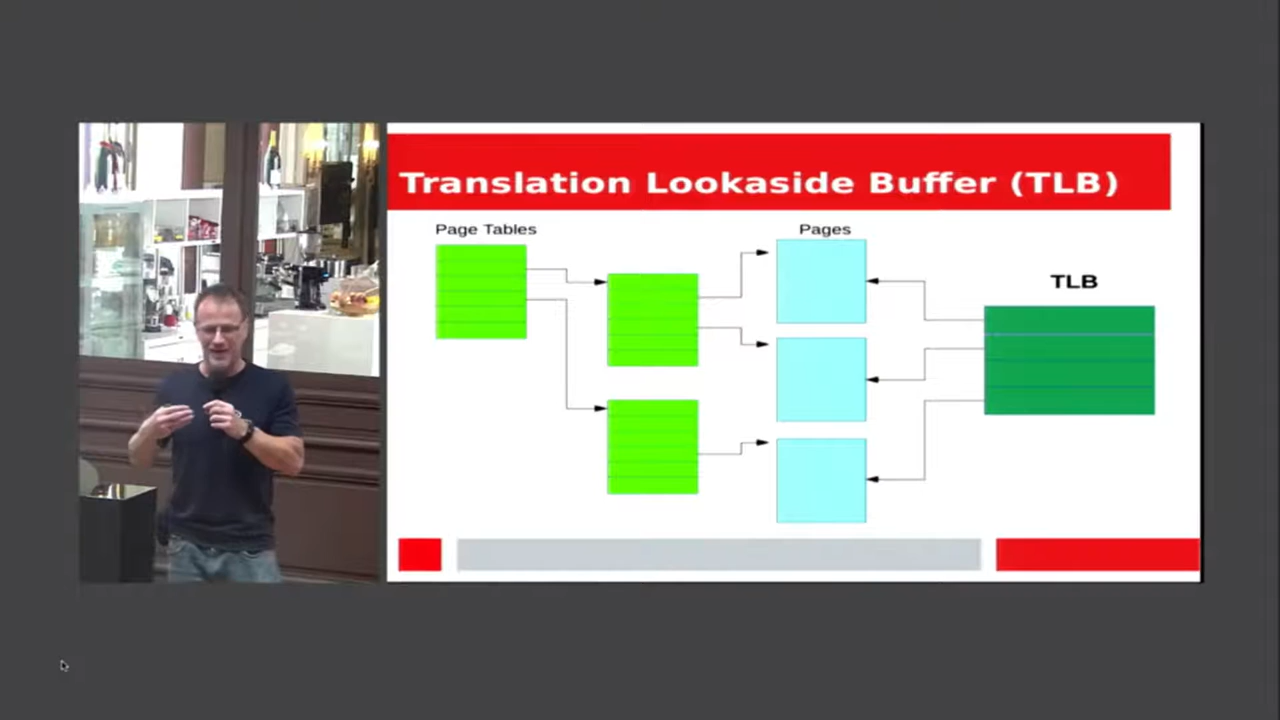 Translation Lookaside Buffer (TLB)
Page Tables
Pages
TLB